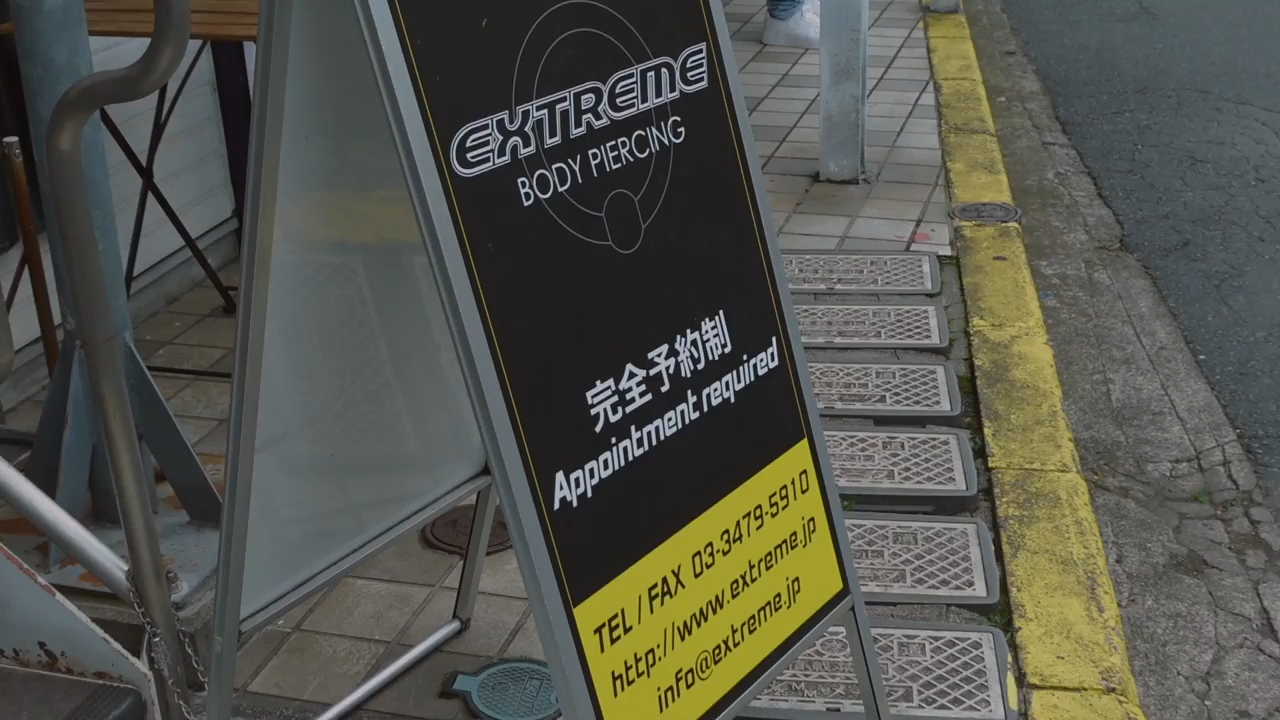 EXTREME
BODY PIERCING
完全予約制
Appointment required
TEL / FAX 03-3479-5910
http://www.extreme.jp
info@extreme.jp